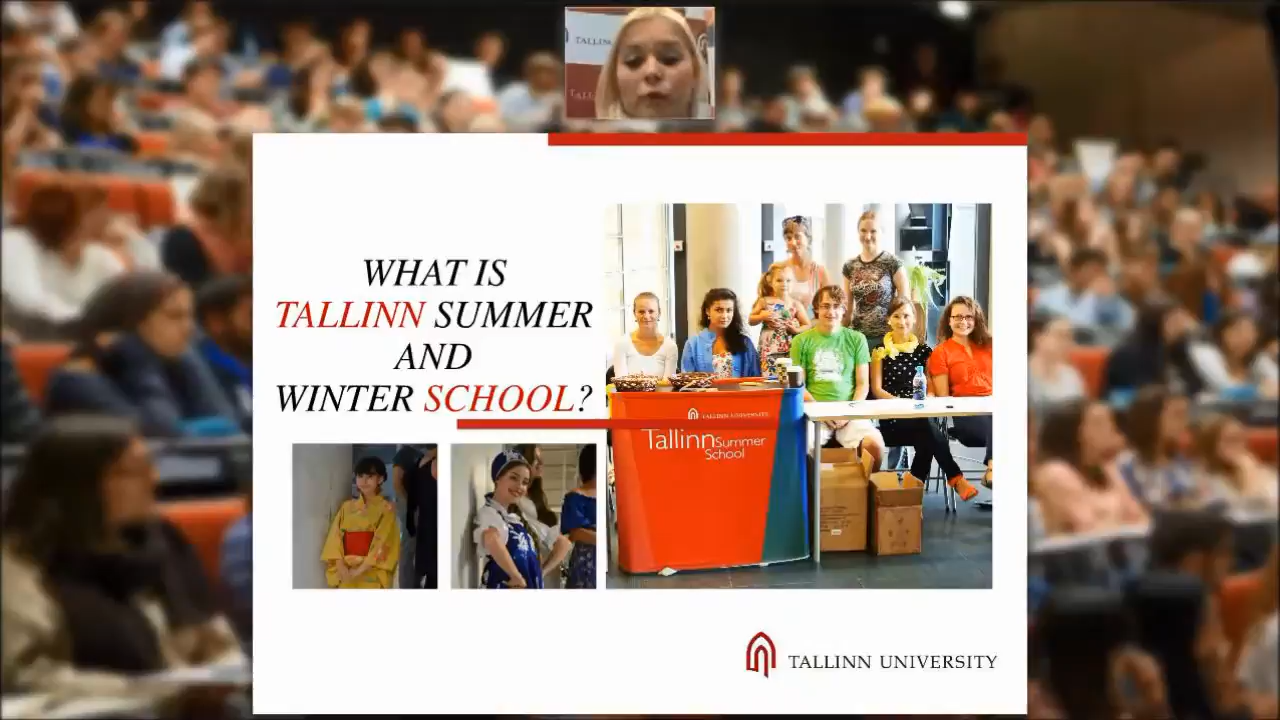 WHAT IS
TALLINN SUMMER
AND
WINTER SCHOOL?
TALLINN UNIVERSITY
Tallinn Summer
School
TALLINN UNIVERSITY